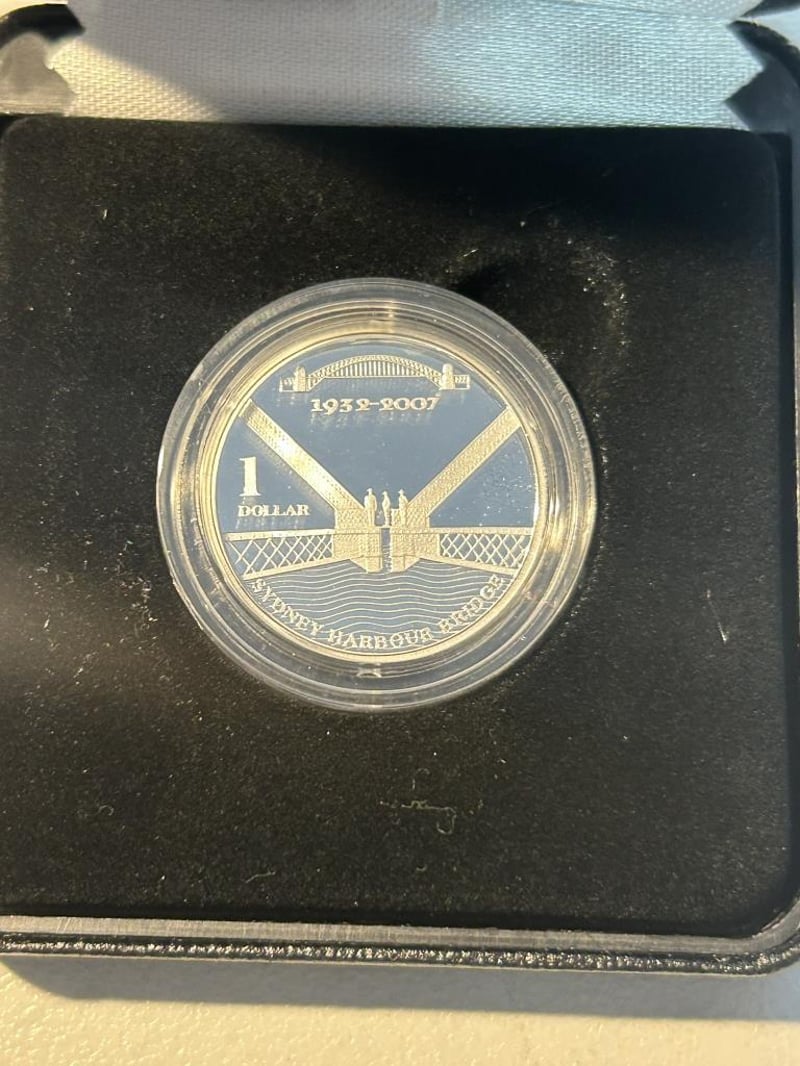 1932-2007
1
DOLLAR
SYDNEY HARBOUR BRIDGE